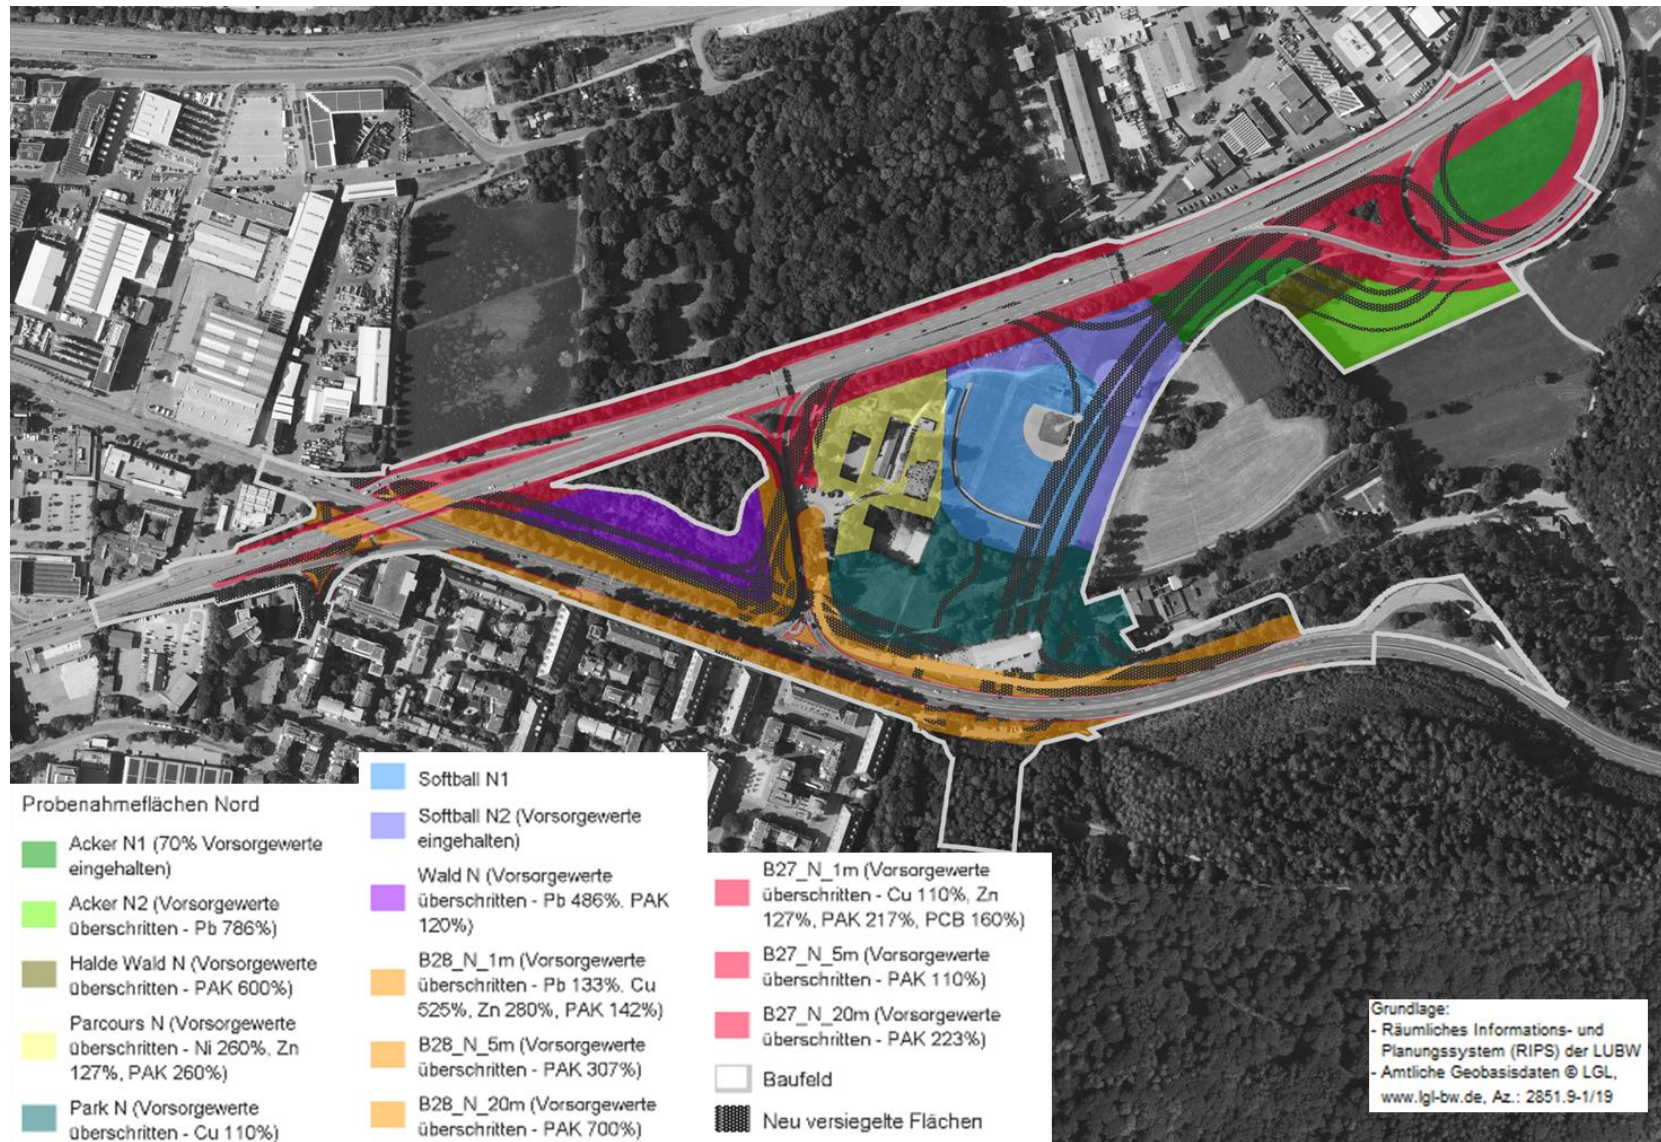 Probenahmeflächen Nord
Acker N1 (70% Vorsorgewerte
eingehalten)
Acker N2 (Vorsorgewerte
überschritten - Pb 786%)
Halde Wald N (Vorsorgewerte
überschritten - PAK 600%)
Parcours N (Vorsorgewerte
überschritten - Ni 260%, Zn
127%, PAK 260%)
Park N (Vorsorgewerte
überschritten - Cu 110%)
Softball N1
Softball N2 (Vorsorgewerte
eingehalten)
Wald N (Vorsorgewerte
überschritten - Pb 486%, PAK
120%)
B28_N_1m (Vorsorgewerte
überschritten - Pb 133%, Cu
525%, Zn 280%, PAK 142%)
B28_N_5m (Vorsorgewerte
überschritten - PAK 307%)
B28_N_20m (Vorsorgewerte
überschritten - PAK 700%)
B27_N_1m (Vorsorgewerte
überschritten - Cu 110%, Zn
127%, PAK 217%, PCB 160%)
B27_N_5m (Vorsorgewerte
überschritten - PAK 110%)
B27_N_20m (Vorsorgewerte
überschritten - PAK 223%)
Baufeld
Neu versiegelte Flächen
Grundlage:
- Räumliches Informations- und
Planungssystem (RIPS) der LUBW
- Amtliche Geobasisdaten © LGL,
www.lgl-bw.de, Az.: 2851.9-1/19